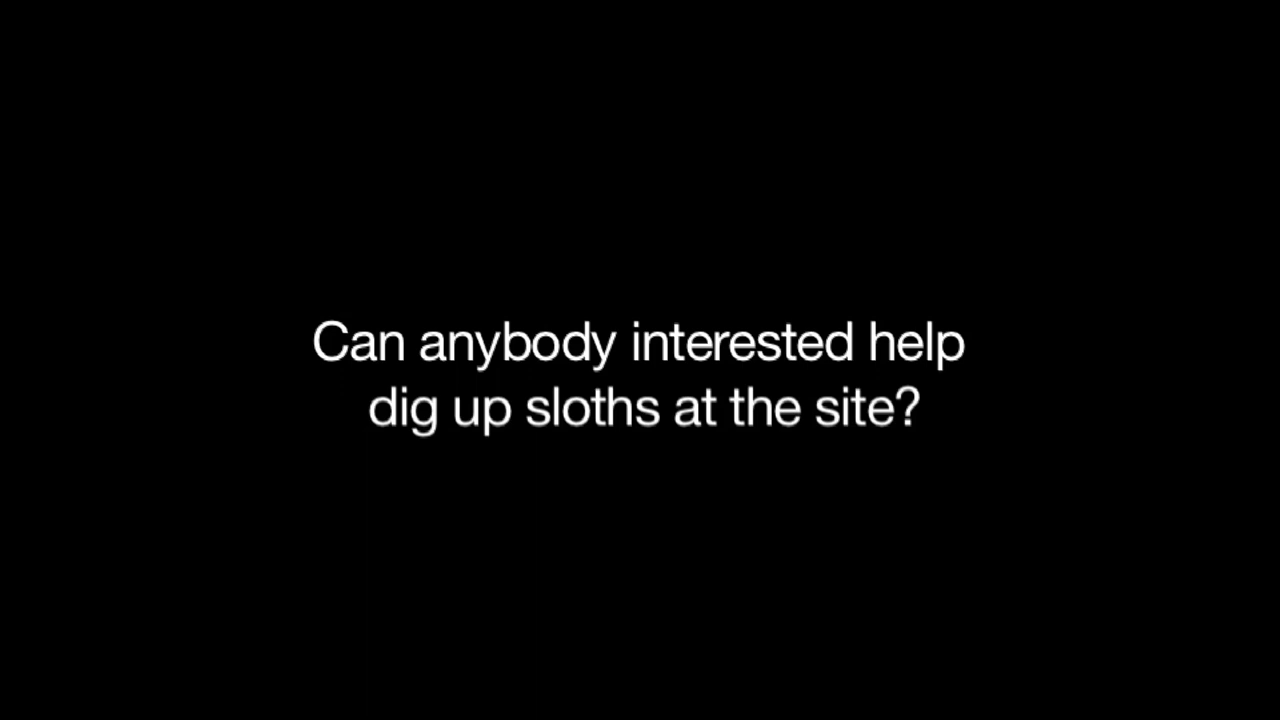 Can anybody interested help
dig up sloths at the site?